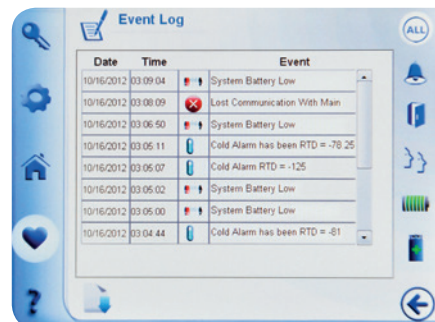 Event Log
ALL
Date Time Event
10/16/2012 03:09:04 System Battery Low
10/16/2012 03:08:09 Lost Communication With Main
10/16/2012 03:06:50 System Battery Low
10/16/2012 03:05:11 Cold Alarm has been RTD = -78.25
10/16/2012 03:05:07 Cold Alarm RTD = -125
10/16/2012 03:05:02 System Battery Low
10/16/2012 03:05:00 System Battery Low
10/16/2012 03:04:44 Cold Alarm has been RTD = -81
?